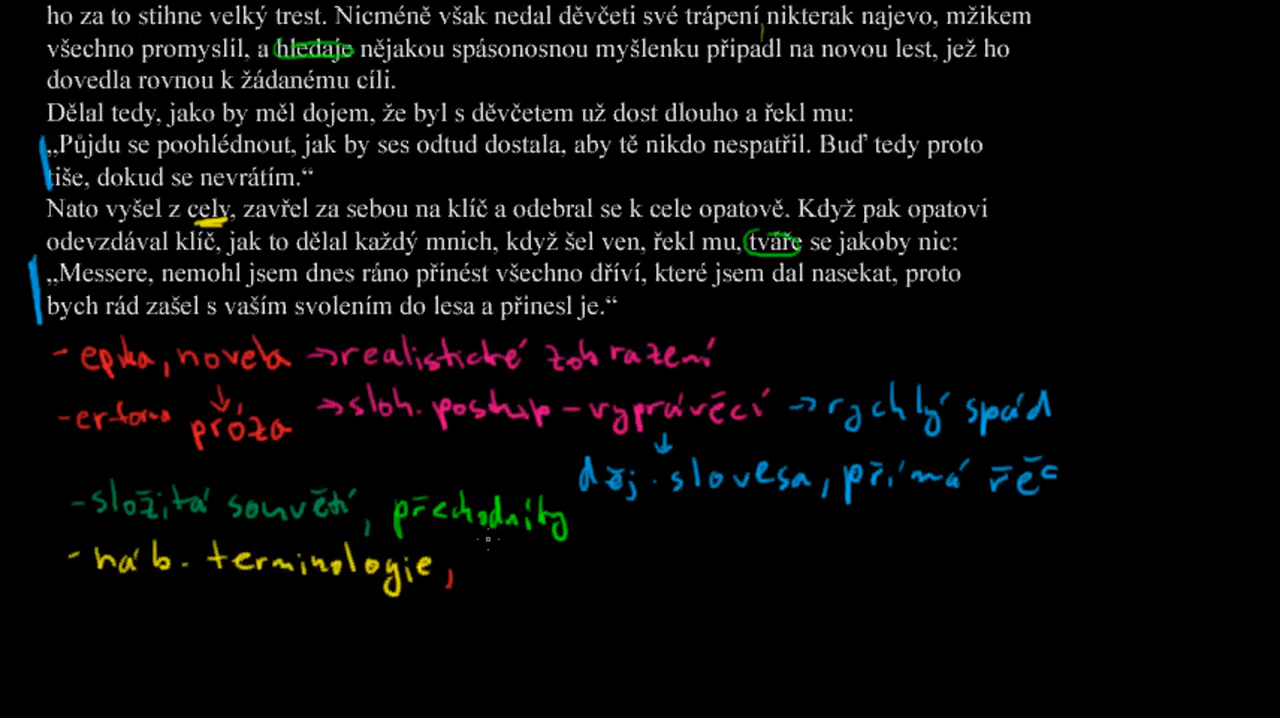 ho za to stihne velký trest. Nicméně však nedal děvčeti své trápení nikterak najevo, mžikem
všechno promyslil, a hledaje nějakou spásonosnou myšlenku připadl na novou lest, jež ho
dovedla rovnou k žádanému cíli.
Dělal tedy, jako by měl dojem, že byl s děvčetem už dost dlouho a řekl mu:
„Půjdu se poohlédnout, jak by ses odtud dostala, aby tě nikdo nespatřil. Buď tedy proto
tiše, dokud se nevrátím.“
Nato vyšel z cely, zavřel za sebou na klíč a odebral se k cele opatově. Když pak opatovi
odevzdával klíč, jak to dělal každý mnich, když šel ven, řekl mu, tváře se jakoby nic:
„Messere, nemohl jsem dnes ráno přinést všechno dříví, které jsem dal nasekat, proto
bych rád zašel s vaším svolením do lesa a přinesl je.“
- epika, novela → realistické zobrazení
- er-forma próza → sloh. postup - vyprávěcí → rychlý spád
děj. slovesa, přímá řeč
- složitá souvětí, přechodníky
- náb. terminologie,